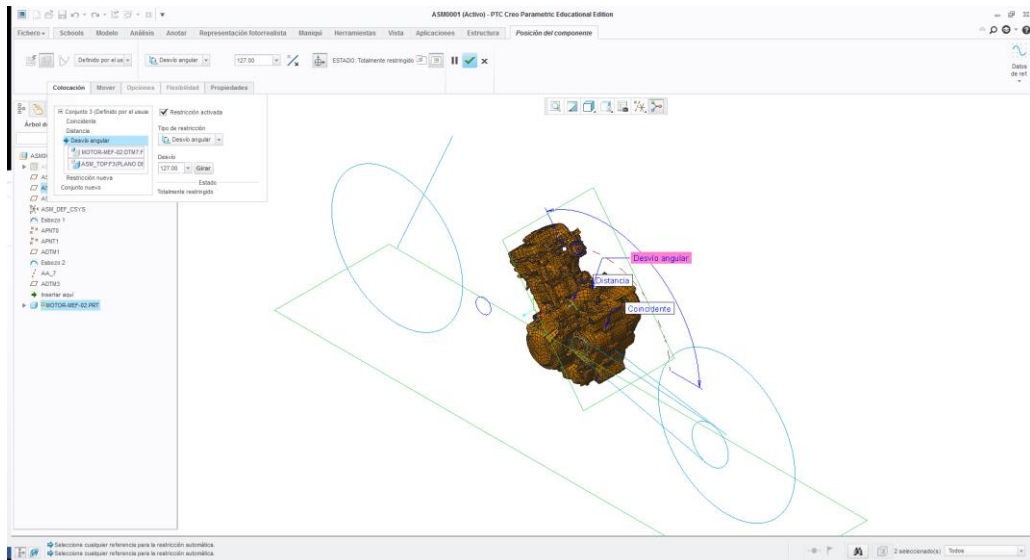 ASM0001 (Activo) - PTC Creo Parametric Educational Edition
Fichero Schools Modelo Análisis Anotar Representación fotorrealista Maniquí Herramientas Vista Aplicaciones Estructura Posición del componente
Definido por el us Desvío angular 127.00 ESTADO: Totalmente restringido
Datos
de ref.
Colocación Mover Opciones Flexibilidad Propiedades
Conjunto 3 (Definido por el usuar
Coincidente
Distancia
Desvío angular
MOTOR-MEF-02:DTM7:F
ASM_TOP:F3(PLANO DE
Restricción nueva
Conjunto nuevo
Restricción activada
Tipo de restricción
Desvío angular
Desvío
127.00 Girar
Estado
Totalmente restringido
Árbol d
ASM0
ASM_DEF_CSYS
Esbozo 1
APNT0
APNT1
ADTM1
Esbozo 2
AA_7
ADTM3
Insertar aquí
MOTOR-MEF-02.PRT
Desvío angular
Distancia
Coincidente
Seleccione cualquier referencia para la restricción automática.
Seleccione cualquier referencia para la restricción automática.
2 seleccionado(s) Todos